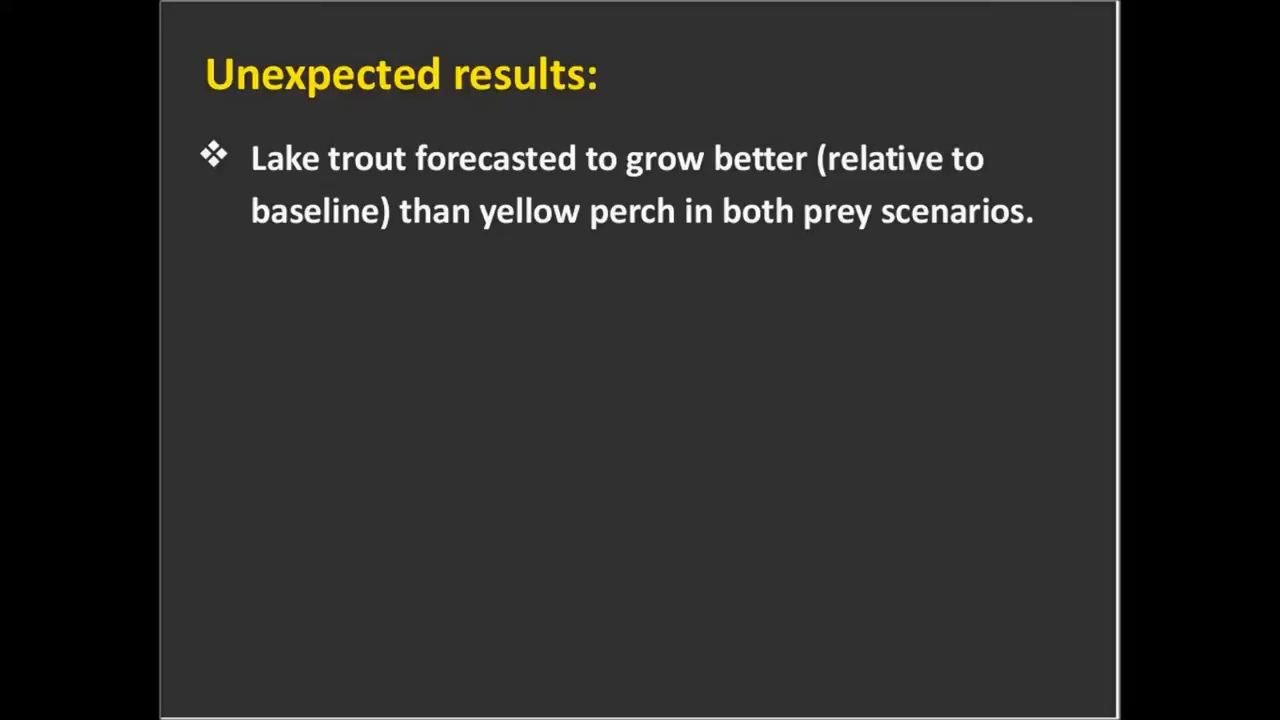 Unexpected results:
❖ Lake trout forecasted to grow better (relative to
baseline) than yellow perch in both prey scenarios.